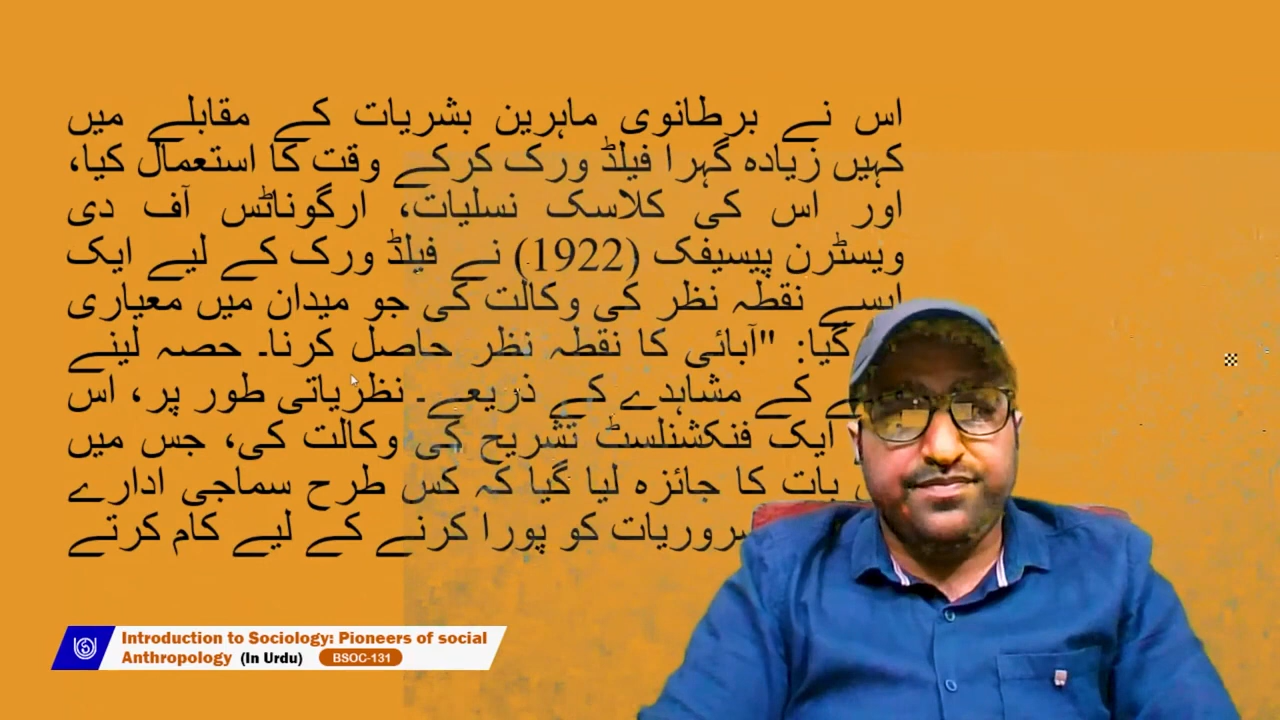 اس نے برطانوی ماہرین بشریات کے مقابلے میں
کہیں زیادہ گہرا فیلڈ ورک کرکے وقت کا استعمال کیا،
اور اس کی کلاسک نسلیات، ارگوناٹس آف دی
ویسٹرن پیسیفک (1922) نے فیلڈ ورک کے لیے ایک
ایسے نقطہ نظر کی وکالت کی جو میدان میں معیاری
گیا: "آبائی کا نقطہ نظر حاصل کرنا۔ حصہ لینے
کے مشاہدے کے ذریعے۔ نظریاتی طور پر، اس
ایک فنکشنلسٹ تشریح کی وکالت کی، جس میں
بات کا جائزہ لیا گیا کہ کس طرح سماجی ادارے
کو پورا کرنے کے لیے کام کرتے
Introduction to Sociology: Pioneers of social
Anthropology (In Urdu) BSOC-131